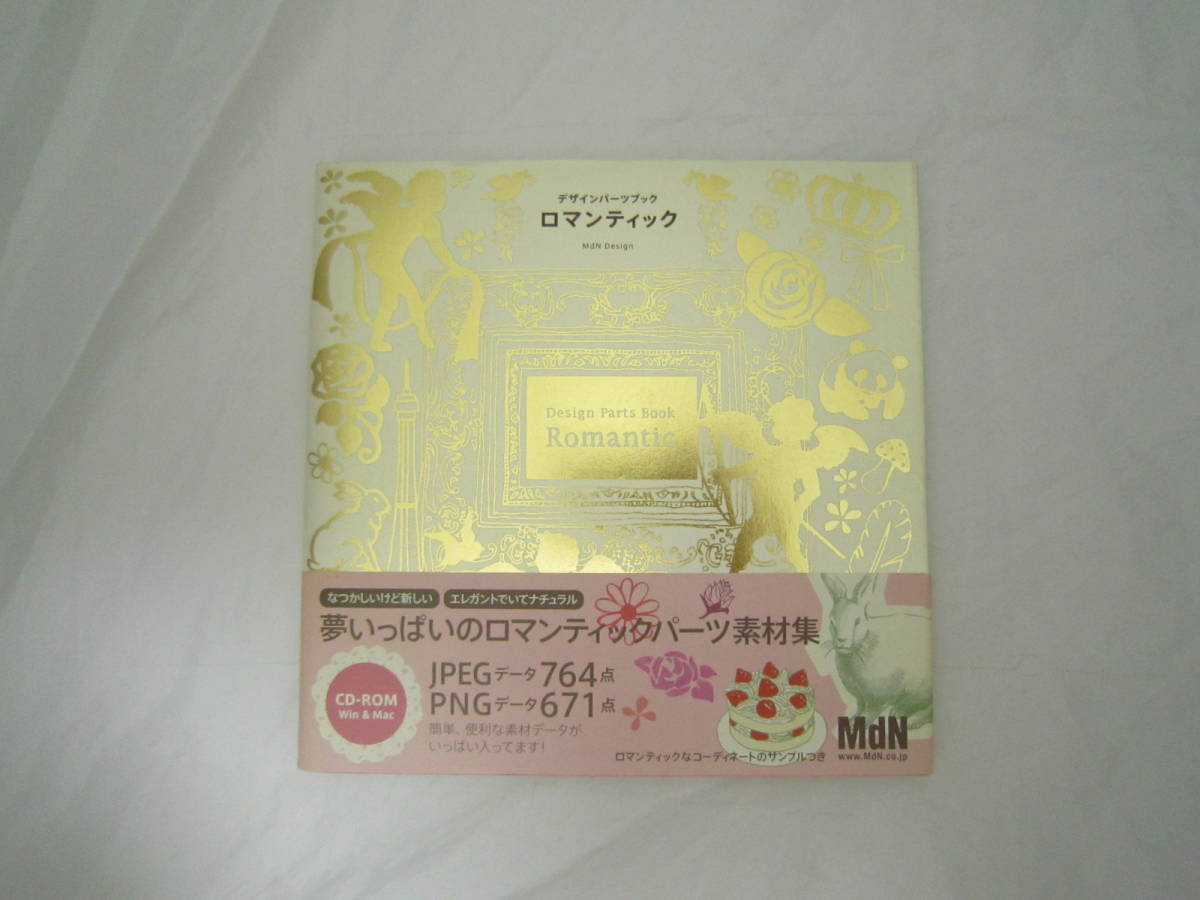 デザインパーツブック
ロマンティック
MdN Design
Design Parts Book
Romantic
なつかしいけど新しい エレガントでいてナチュラル
夢いっぱいのロマンティックパーツ素材集
CD-ROM
Win & Mac
JPEGデータ764点
PNGデータ671点
簡単、便利な素材データが
いっぱい入ってます!
ロマンティックなコーディネートのサンプルつき
MdN
www.MdN.co.jp